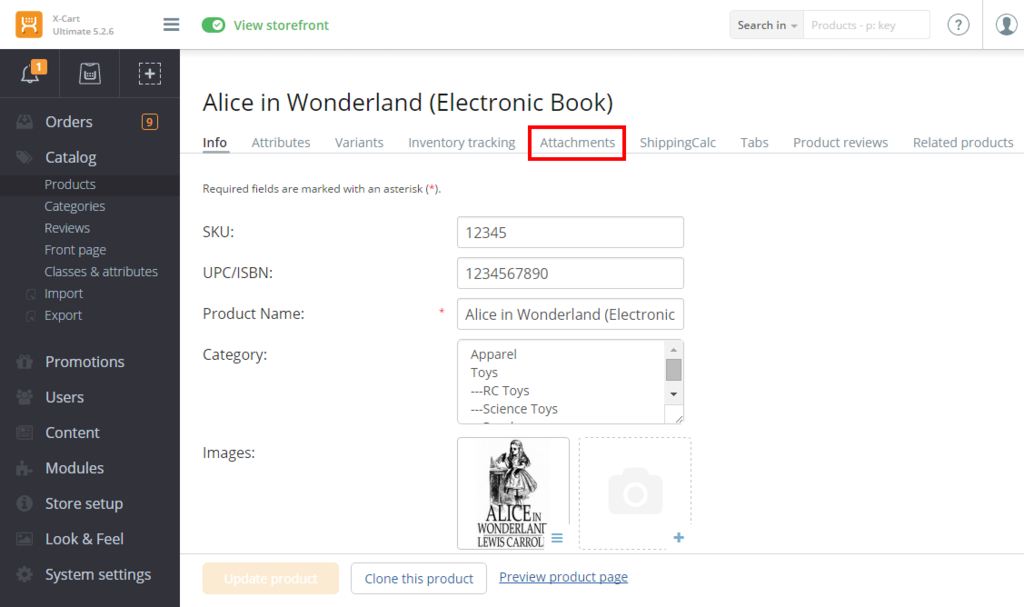 X-Cart
Ultimate 5.2.6
View storefront
Search in
Products - p: key
?
1
Orders
9
Catalog
Products
Categories
Reviews
Front page
Classes & attributes
Import
Export
Promotions
Users
Content
Modules
Store setup
Look & Feel
System settings
Alice in Wonderland (Electronic Book)
Info Attributes Variants Inventory tracking Attachments ShippingCalc Tabs Product reviews Related products
Required fields are marked with an asterisk (*).
SKU: 12345
UPC/ISBN: 1234567890
Product Name: * Alice in Wonderland (Electronic
Category:
Apparel
Toys
---RC Toys
---Science Toys
Images:
ALICE IN
WONDERLAND
LEWIS CARROL
Update product Clone this product Preview product page